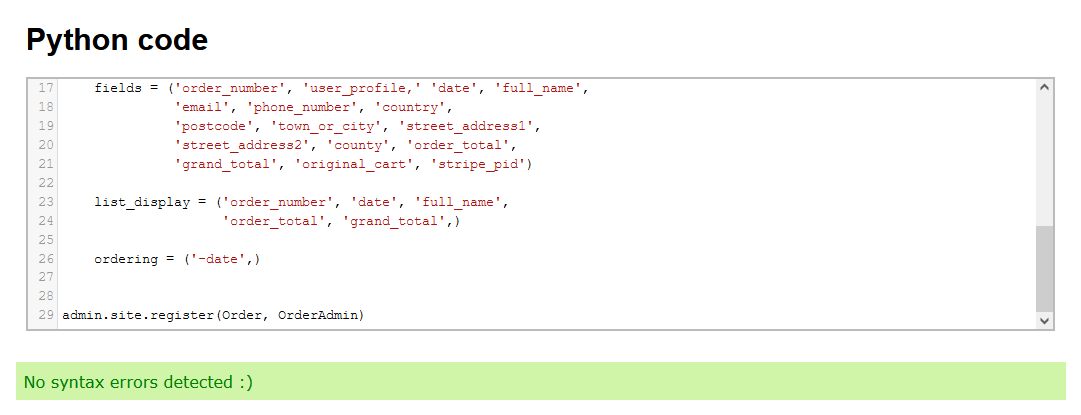 Python code
17 fields = ('order_number', 'user_profile,' 'date', 'full_name',
18 'email', 'phone_number', 'country',
19 'postcode', 'town_or_city', 'street_address1',
20 'street_address2', 'county', 'order_total',
21 'grand_total', 'original_cart', 'stripe_pid')
22
23 list_display = ('order_number', 'date', 'full_name',
24 'order_total', 'grand_total',)
25
26 ordering = ('-date',)
27
28
29 admin.site.register(Order, OrderAdmin)
No syntax errors detected :)